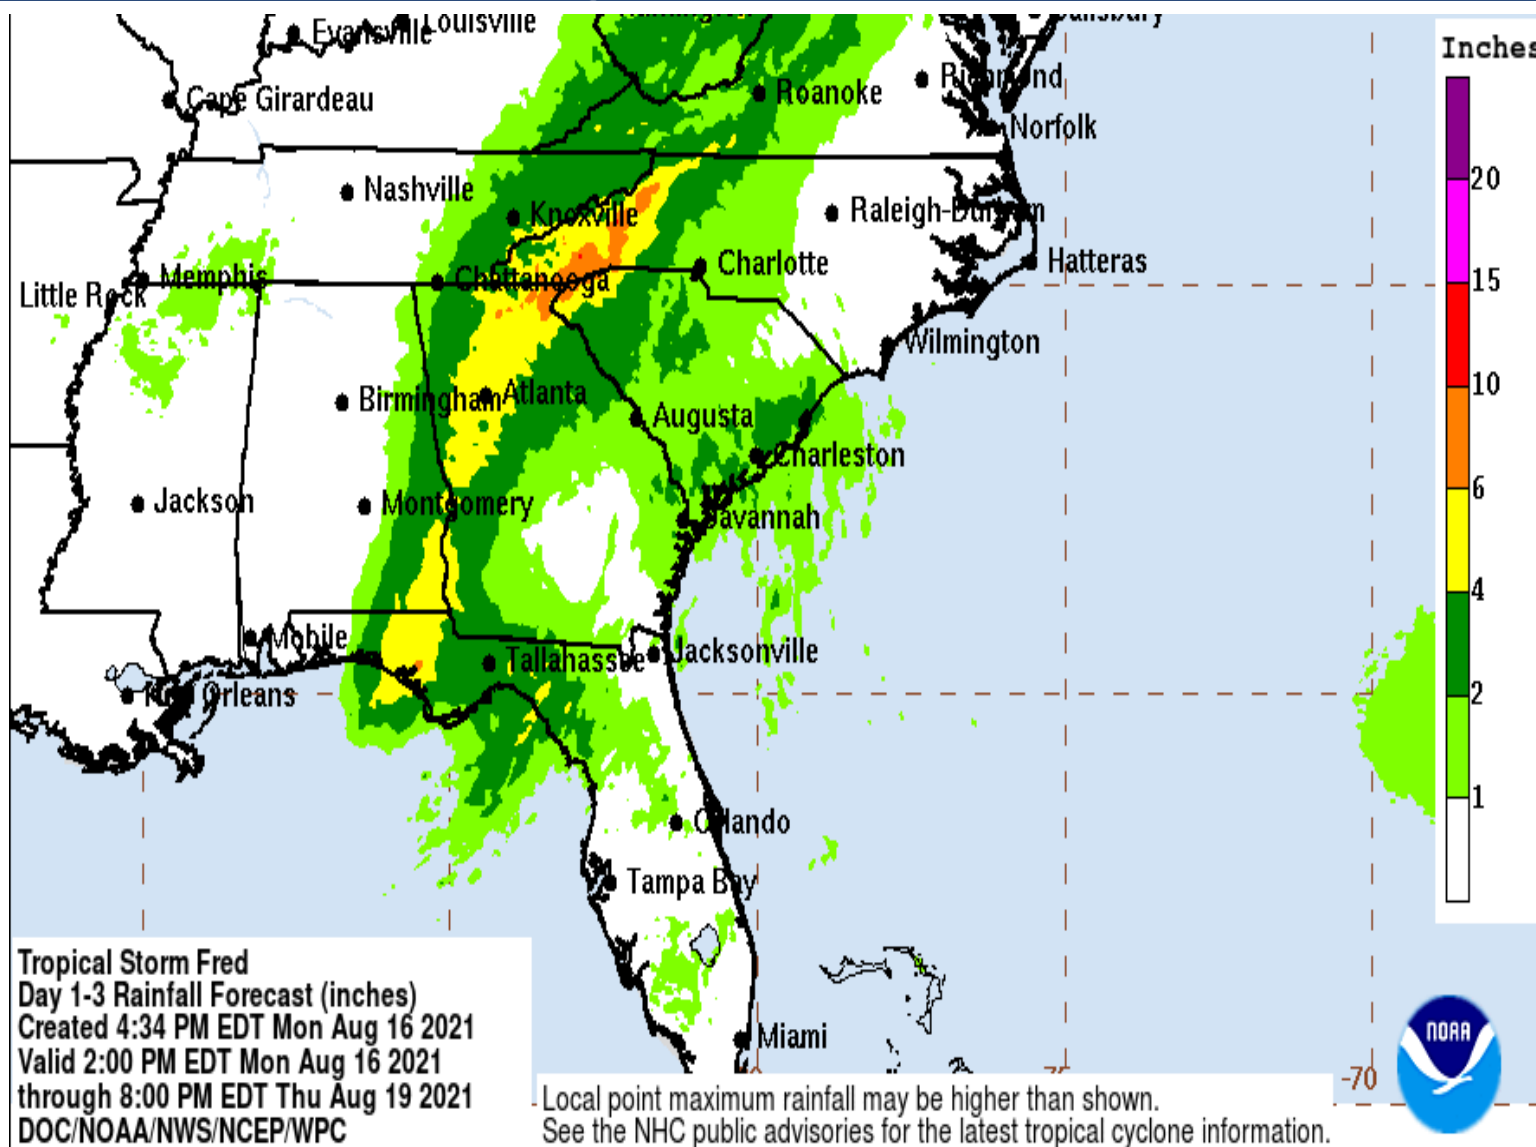 Louisville
Salisbury
Evansville
Inches
Richmond
Cape Girardeau
Roanoke
Norfolk
20
Nashville
Knoxville
Raleigh-Durham
Charlotte
Hatteras
Memphis
Chattanooga
15
Little Rock
Wilmington
10
Birmingham
Atlanta
Augusta
Charleston
6
Jackson
Montgomery
Savannah
4
Mobile
Tallahassee
Jacksonville
New Orleans
2
1
Orlando
Tampa Bay
Miami
-70
NOAA
Tropical Storm Fred
Day 1-3 Rainfall Forecast (inches)
Created 4:34 PM EDT Mon Aug 16 2021
Valid 2:00 PM EDT Mon Aug 16 2021
through 8:00 PM EDT Thu Aug 19 2021
DOC/NOAA/NWS/NCEP/WPC
Local point maximum rainfall may be higher than shown.
See the NHC public advisories for the latest tropical cyclone information.